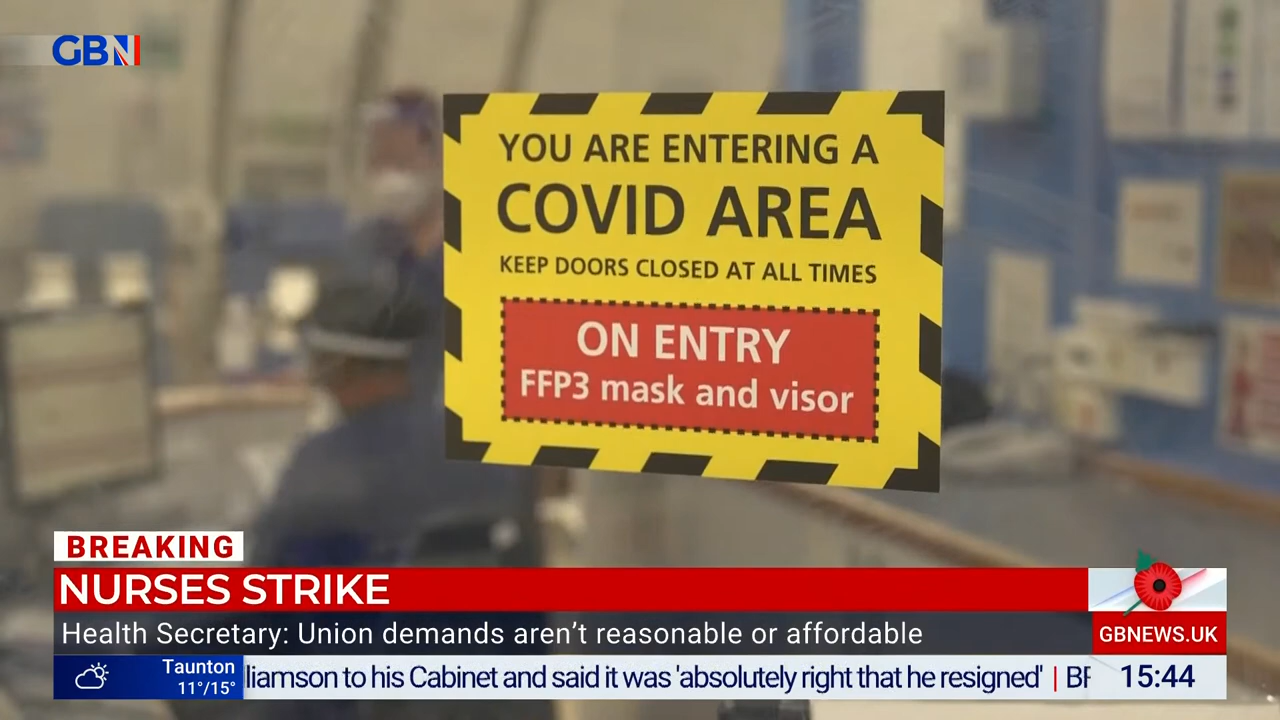 GBN
YOU ARE ENTERING A
COVID AREA
KEEP DOORS CLOSED AT ALL TIMES
ON ENTRY
FFP3 mask and visor
BREAKING
NURSES STRIKE
Health Secretary: Union demands aren't reasonable or affordable
GBNEWS.UK
Taunton
11°/15°
lliamson to his Cabinet and said it was 'absolutely right that he resigned' | BR
15:44